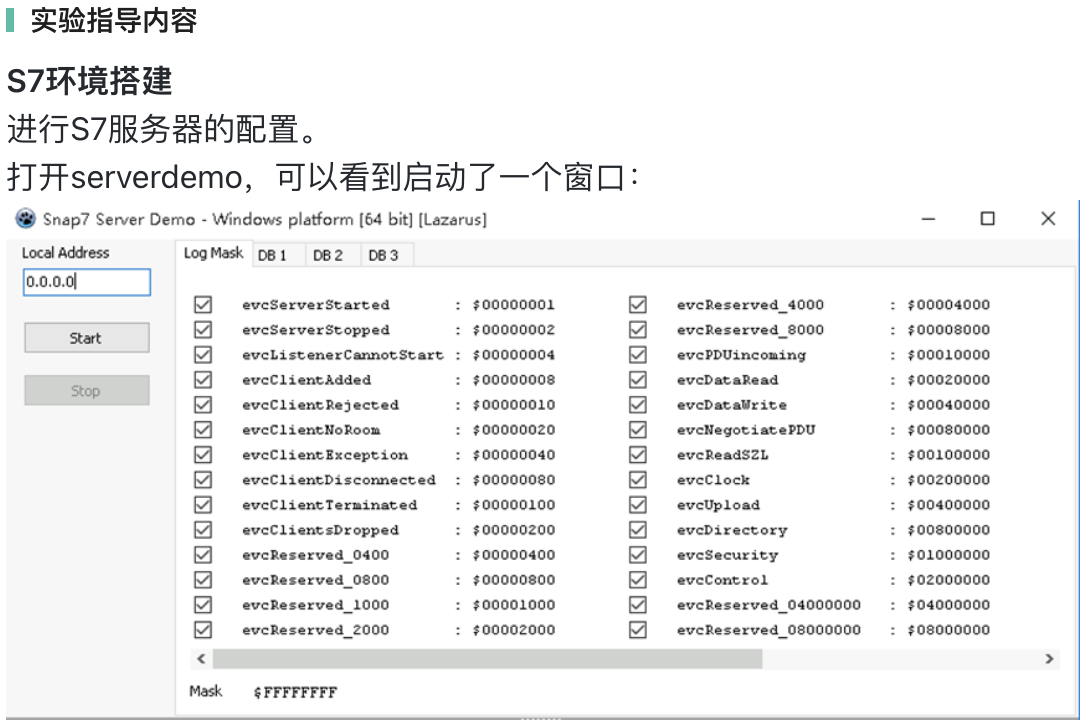 实验指导内容
S7环境搭建
进行S7服务器的配置。
打开serverdemo，可以看到启动了一个窗口：
Snap7 Server Demo - Windows platform [64 bit] [Lazarus]
Local Address
0.0.0.0
Start
Stop
Log Mask DB 1 DB 2 DB 3
evcServerStarted : $00000001 evcReserved_4000 : $00004000
evcServerStopped : $00000002 evcReserved_8000 : $00008000
evcListenerCannotStart : $00000004 evcPDUincoming : $00010000
evcClientAdded : $00000008 evcDataRead : $00020000
evcClientRejected : $00000010 evcDataWrite : $00040000
evcClientNoRoom : $00000020 evcNegotiatePDU : $00080000
evcClientException : $00000040 evcReadSZL : $00100000
evcClientDisconnected : $00000080 evcClock : $00200000
evcClientTerminated : $00000100 evcUpload : $00400000
evcClientsDropped : $00000200 evcDirectory : $00800000
evcReserved_0400 : $00000400 evcSecurity : $01000000
evcReserved_0800 : $00000800 evcControl : $02000000
evcReserved_1000 : $00001000 evcReserved_04000000 : $04000000
evcReserved_2000 : $00002000 evcReserved_08000000 : $08000000
Mask $FFFFFFFF